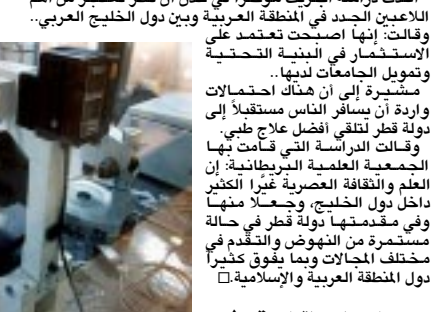 اللاعبين الجدد في المنطقة العربية وبين دول الخليج العربي..
وقالت: إنها اصبحت تعتمد على
الاستثمار في البنية التحتية
وتمويل الجامعات لديها..
مشيرة إلى أن هناك احتمالات
واردة أن يسافر الناس مستقبلاً إلى
دولة قطر لتلقي أفضل علاج طبي.
وقالت الدراسة التي قامت بها
الجمعية العلمية البريطانية: إن
العلم والثقافة العصرية غيّرا الكثير
داخل دول الخليج، وجعلا منها
وفي مقدمتها دولة قطر في حالة
مستمرة من النهوض والتقدم في
مختلف المجالات وبما يفوق كثيراً
دول المنطقة العربية والإسلامية.□